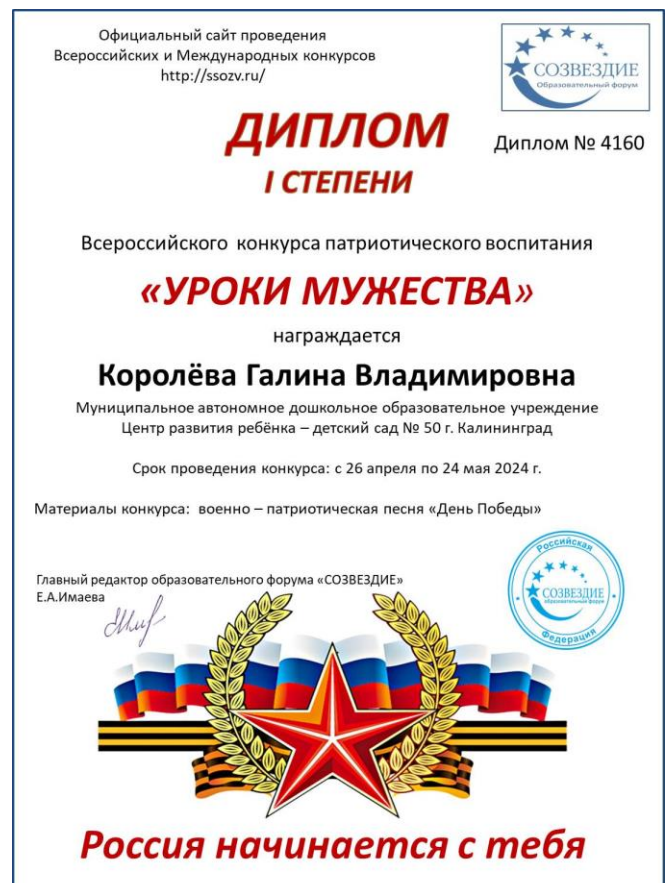 Официальный сайт проведения
Всероссийских и Международных конкурсов
http://ssozv.ru/
СОЗВЕЗДИЕ
Образовательный форум
ДИПЛОМ
Диплом № 4160
I СТЕПЕНИ
Всероссийского конкурса патриотического воспитания
«УРОКИ МУЖЕСТВА»
награждается
Королёва Галина Владимировна
Муниципальное автономное дошкольное образовательное учреждение
Центр развития ребёнка – детский сад № 50 г. Калининград
Срок проведения конкурса: с 26 апреля по 24 мая 2024 г.
Материалы конкурса: военно – патриотическая песня «День Победы»
Главный редактор образовательного форума «СОЗВЕЗДИЕ»
Е.А.Имаева
Российская
СОЗВЕЗДИЕ
образовательный форум
Федерация
Россия начинается с тебя